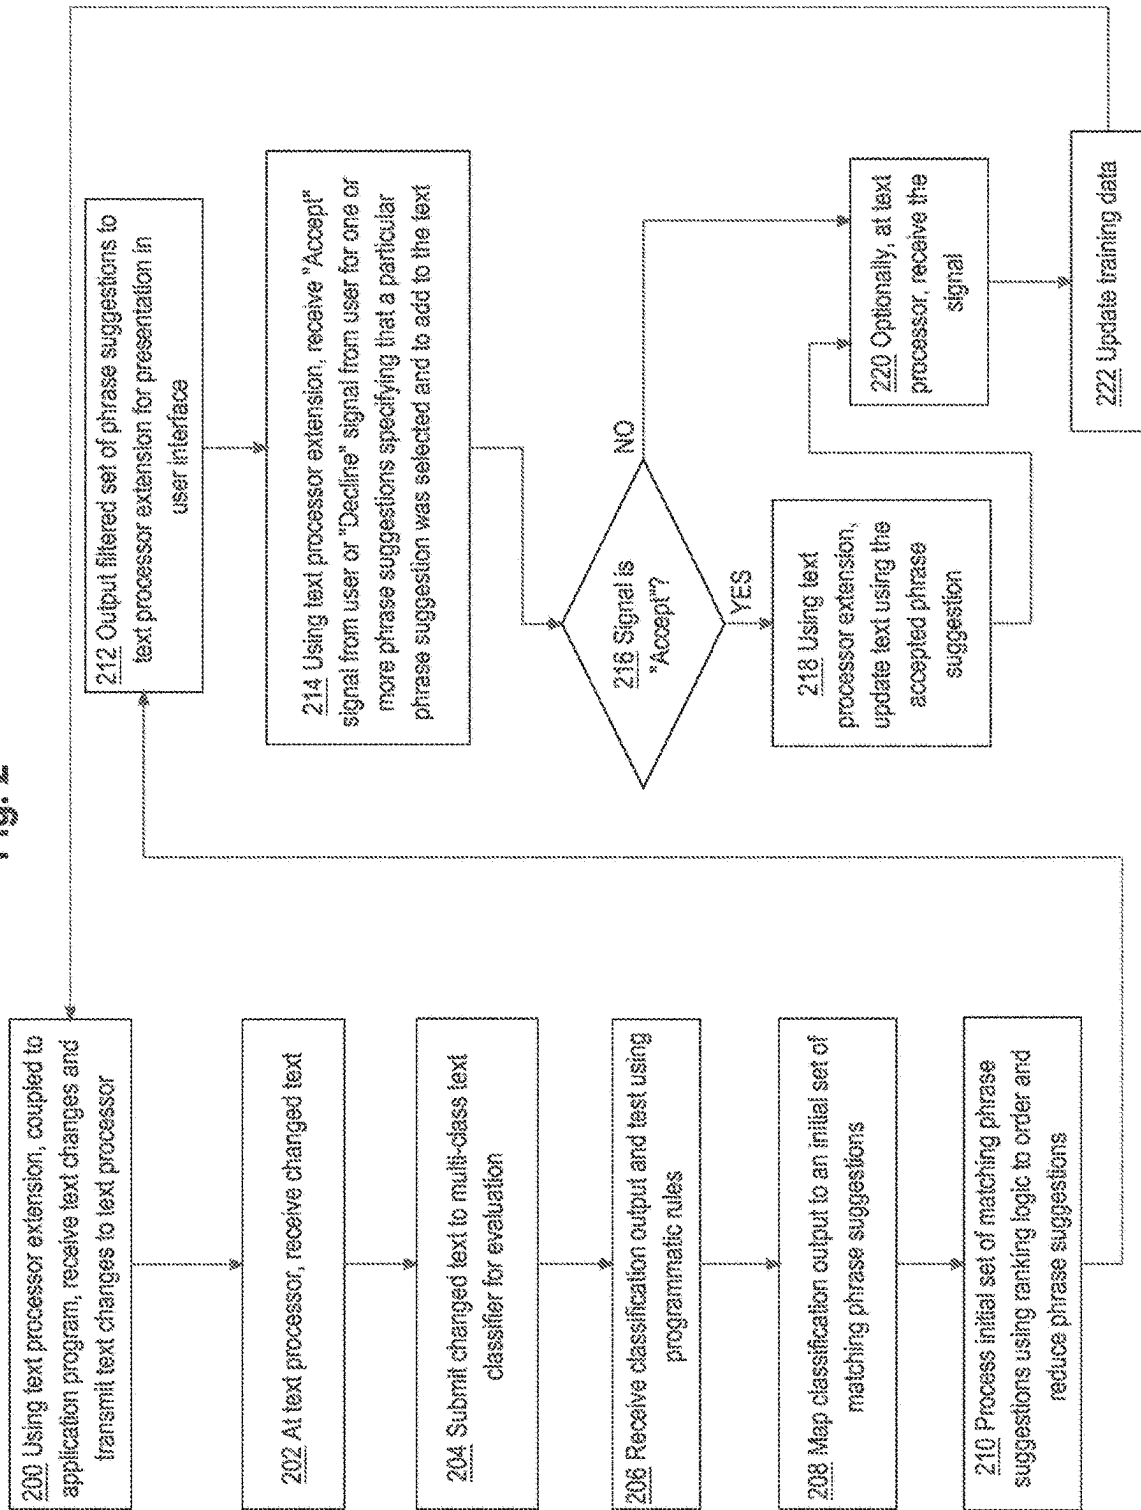 Fig. 2
200 Using text processor extension, coupled to
application program, receive text changes and
transmit text changes to text processor
202 At text processor, receive changed text
204 Submit changed text to multi-class text
classifier for evaluation
206 Receive classification output and test using
programmatic rules
208 Map classification output to an initial set of
matching phrase suggestions
210 Process initial set of matching phrase
suggestions using ranking logic to order and
reduce phrase suggestions
212 Output filtered set of phrase suggestions to
text processor extension for presentation in
user interface
214 Using text processor extension, receive "Accept"
signal from user or "Decline" signal from user for one or
more phrase suggestions specifying that a particular
phrase suggestion was selected and to add to the text
216 Signal is
"Accept"?
NO
YES
218 Using text
processor extension,
update text using the
accepted phrase
suggestion
220 Optionally, at text
processor, receive the
signal
222 Update training data